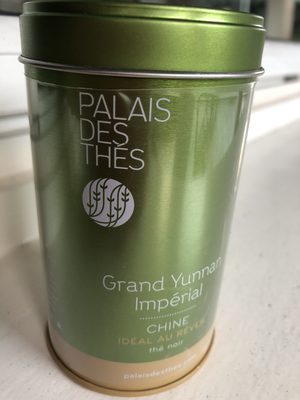 PALAIS
DES
THÉS
Grand Yunnan
Impérial
CHINE
IDÉAL AU RÉVEIL
thé noir
palaisdesthes.com